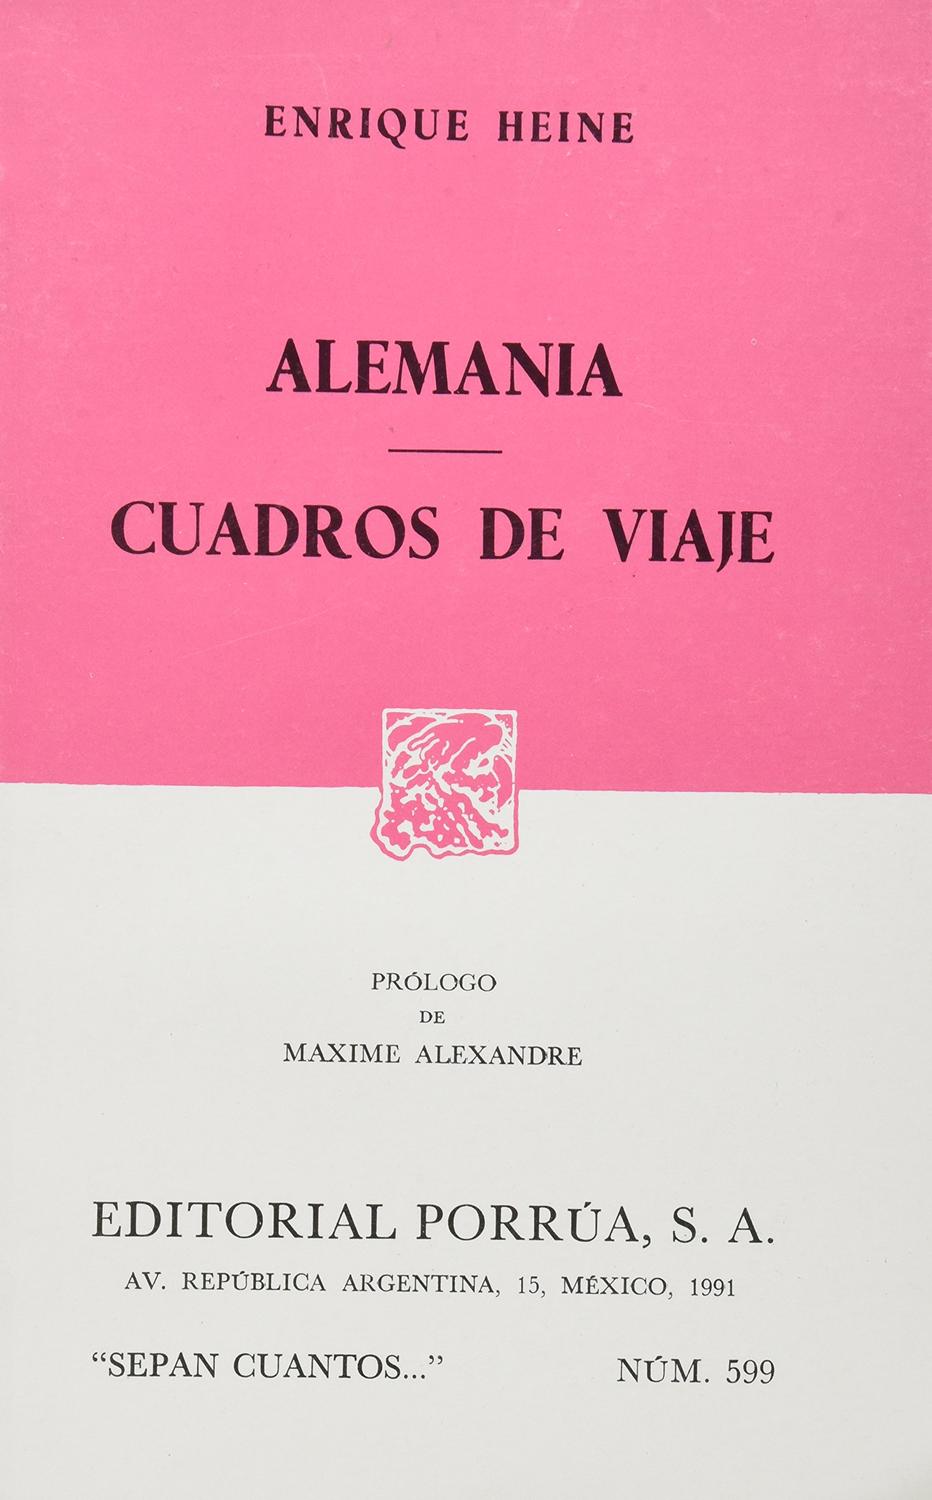 ENRIQUE HEINE
ALEMANIA
CUADROS DE VIAJE
PRÓLOGO
DE
MAXIME ALEXANDRE
EDITORIAL PORRÚA, S. A.
AV. REPÚBLICA ARGENTINA, 15, MÉXICO, 1991
“SEPAN CUANTOS...” NÚM. 599